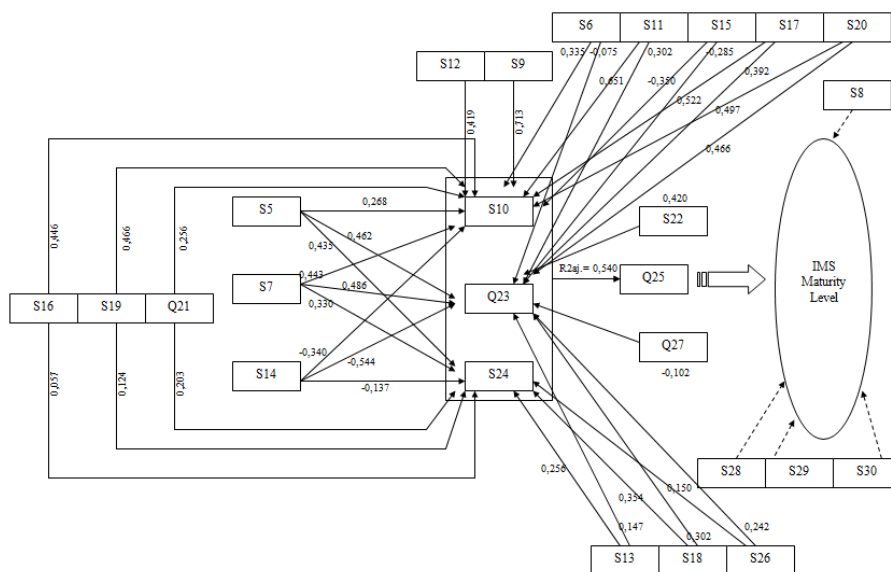 S6 S11 S15 S17 S20
0,335 -0,075 0,302 -0,285
S12 S9
0,651 -0,350 0,392
S8
0,419 0,713
0,522 0,497
0,466
0,446 0,466 0,256
S5 0,268 S10 0,420
S22
0,435 0,462
0,443
S7 0,486 Q23 R2aj.= 0,540 Q25 IMS
Maturity
Level
0,330
S16 S19 Q21
Q27
-0,340 -0,544
S14 -0,137 S24 -0,102
0,057 0,124 0,203
0,256 0,354 0,150
S28 S29 S30
0,147 0,302 0,242
S13 S18 S26